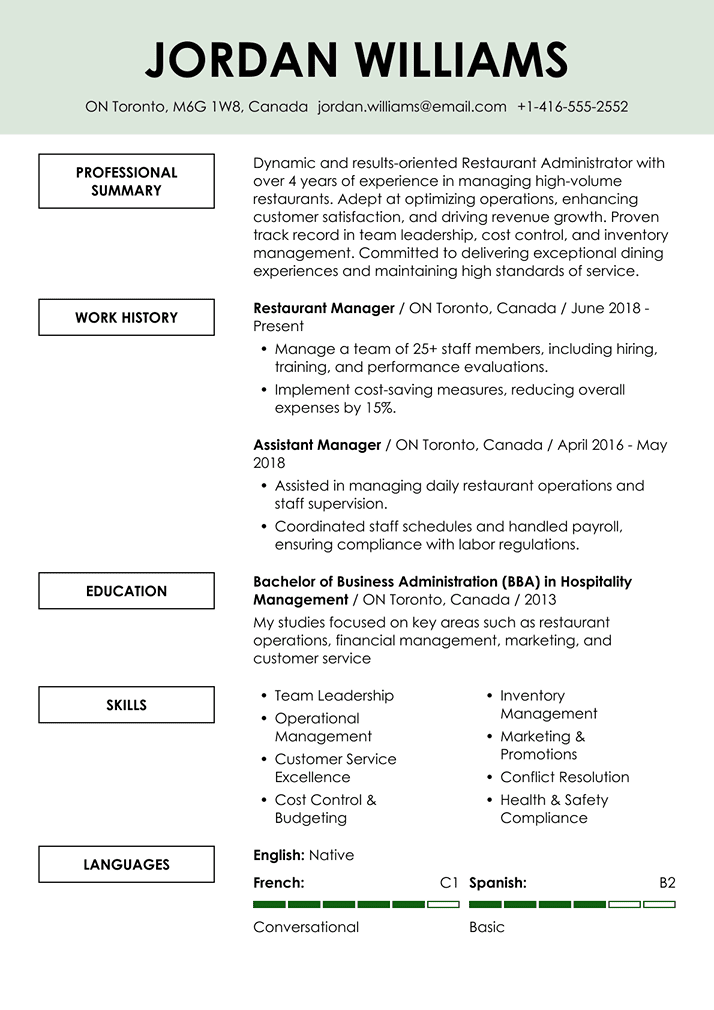 JORDAN WILLIAMS
ON Toronto, M6G 1W8, Canada jordan.williams@email.com +1-416-555-2552
PROFESSIONAL
SUMMARY
Dynamic and results-oriented Restaurant Administrator with
over 4 years of experience in managing high-volume
restaurants. Adept at optimizing operations, enhancing
customer satisfaction, and driving revenue growth. Proven
track record in team leadership, cost control, and inventory
management. Committed to delivering exceptional dining
experiences and maintaining high standards of service.
WORK HISTORY
Restaurant Manager / ON Toronto, Canada / June 2018 -
Present
• Manage a team of 25+ staff members, including hiring,
training, and performance evaluations.
• Implement cost-saving measures, reducing overall
expenses by 15%.
Assistant Manager / ON Toronto, Canada / April 2016 - May
2018
• Assisted in managing daily restaurant operations and
staff supervision.
• Coordinated staff schedules and handled payroll,
ensuring compliance with labor regulations.
EDUCATION
Bachelor of Business Administration (BBA) in Hospitality
Management / ON Toronto, Canada / 2013
My studies focused on key areas such as restaurant
operations, financial management, marketing, and
customer service
SKILLS
• Team Leadership
• Operational
Management
• Customer Service
Excellence
• Cost Control &
Budgeting
• Inventory
Management
• Marketing &
Promotions
• Conflict Resolution
• Health & Safety
Compliance
LANGUAGES
English: Native
French: C1
Conversational
Spanish: B2
Basic